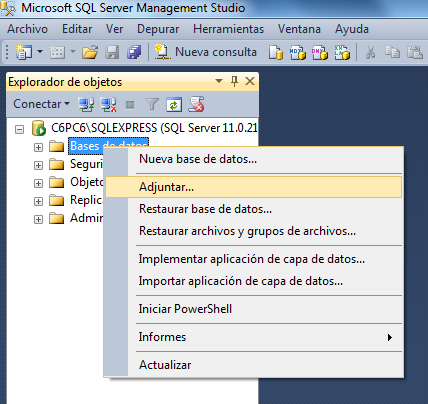 Microsoft SQL Server Management Studio
Archivo Editar Ver Depurar Herramientas Ventana Ayuda
Nueva consulta
Explorador de objetos
Conectar
C6PC6\SQLEXPRESS (SQL Server 11.0.21
Bases de datos
Seguri
Objeto
Replic
Admin
Nueva base de datos...
Adjuntar...
Restaurar base de datos...
Restaurar archivos y grupos de archivos...
Implementar aplicación de capa de datos...
Importar aplicación de capa de datos...
Iniciar PowerShell
Informes
Actualizar